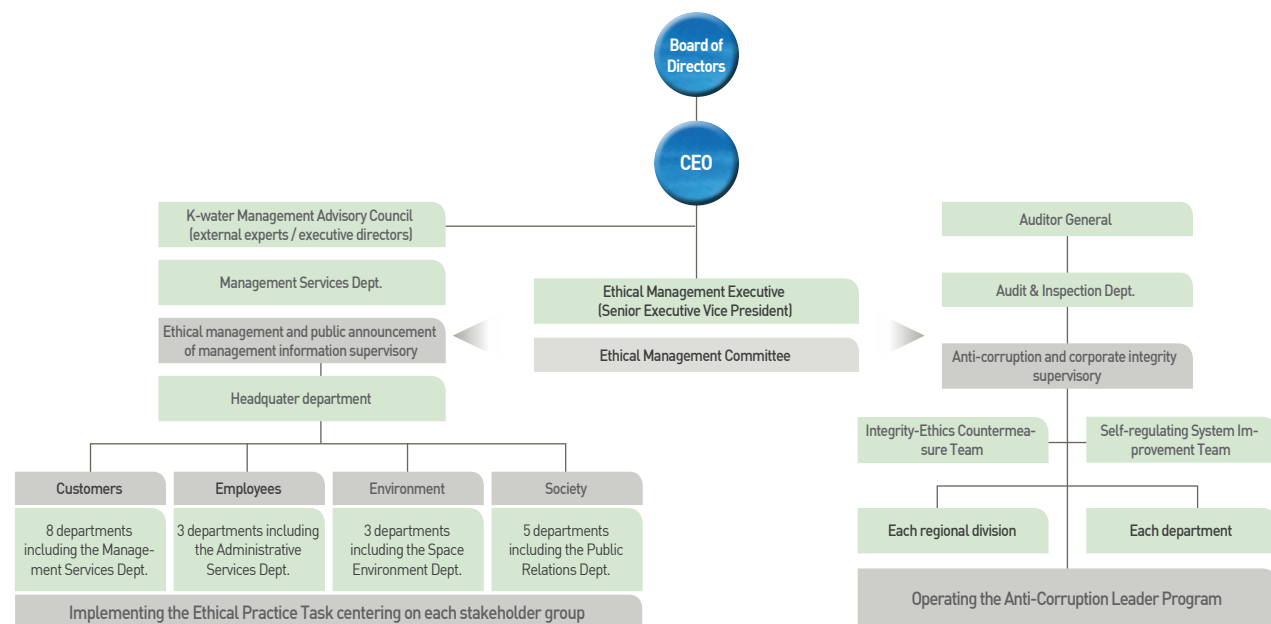 Board of
Directors
CEO
K-water Management Advisory Council
(external experts / executive directors)
Management Services Dept.
Ethical management and public announcement
of management information supervisory
Headquater department
Ethical Management Executive
(Senior Executive Vice President)
Ethical Management Committee
Auditor General
Audit & Inspection Dept.
Anti-corruption and corporate integrity
supervisory
Integrity-Ethics Countermea-
sure Team
Self-regulating System Im-
provement Team
Each regional division
Each department
Operating the Anti-Corruption Leader Program
Customers
Employees
Environment
Society
8 departments
including the Manage-
ment Services Dept.
3 departments including
the Administrative
Services Dept.
3 departments
including the Space
Environment Dept.
5 departments
including the Public
Relations Dept.
Implementing the Ethical Practice Task centering on each stakeholder group